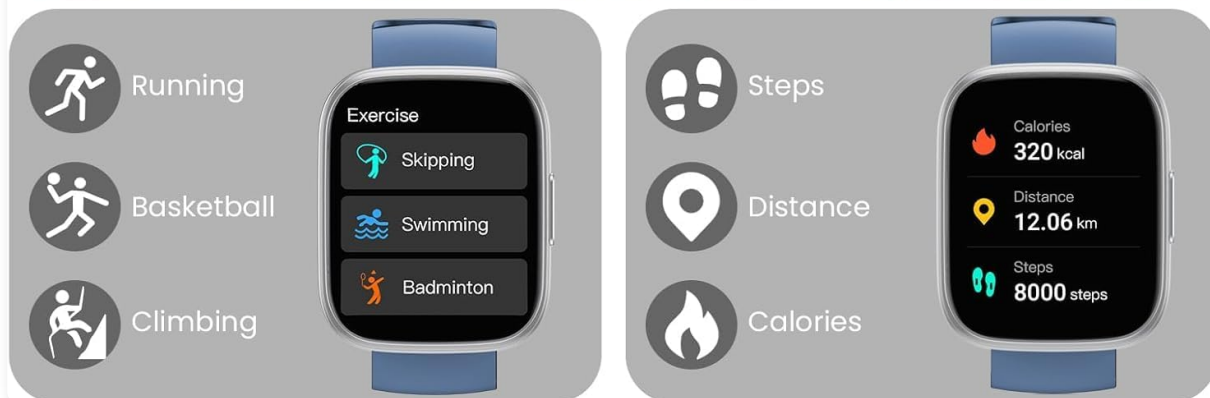 Running
Basketball
Climbing
Exercise
Skipping
Swimming
Badminton
Steps
Distance
Calories
Calories
320 kcal
Distance
12.06 km
Steps
8000 steps